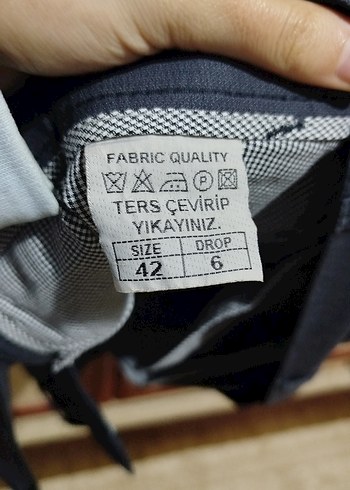 FABRIC QUALITY
P
TERS ÇEVİRİP
YIKAYINIZ.
SIZE DROP
42 6